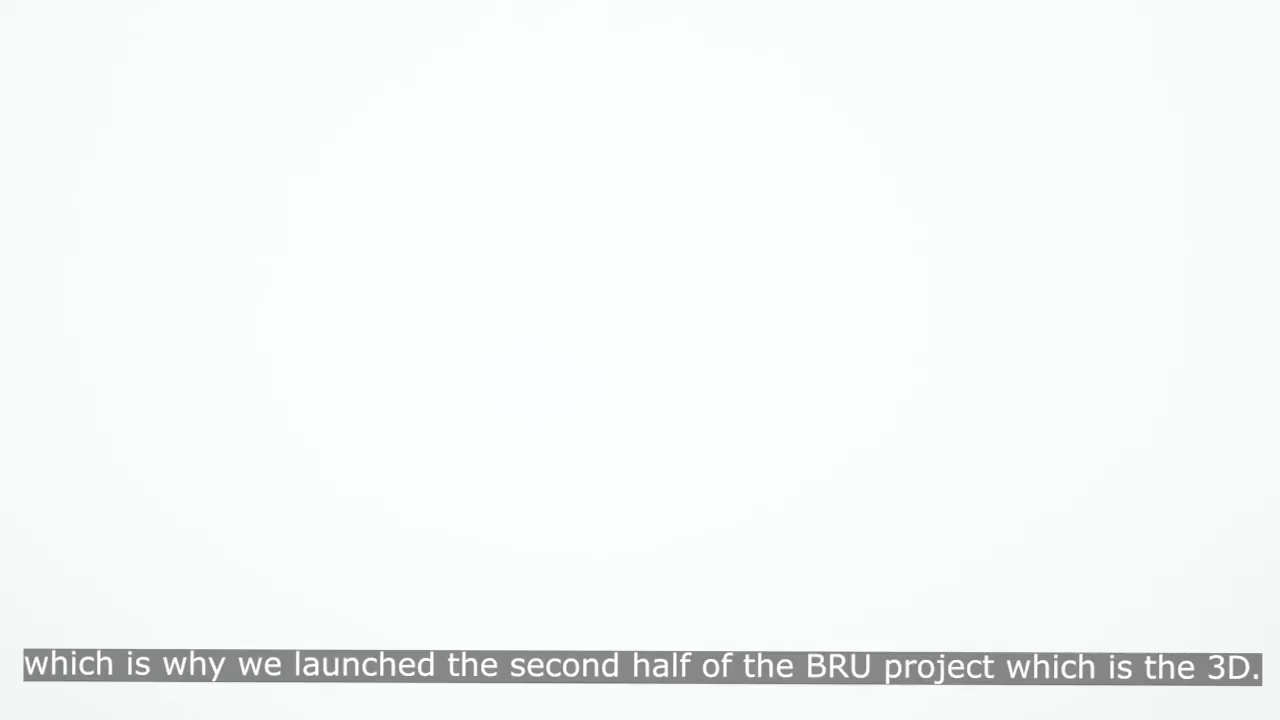 which is why we launched the second half of the BRU project which is the 3D.